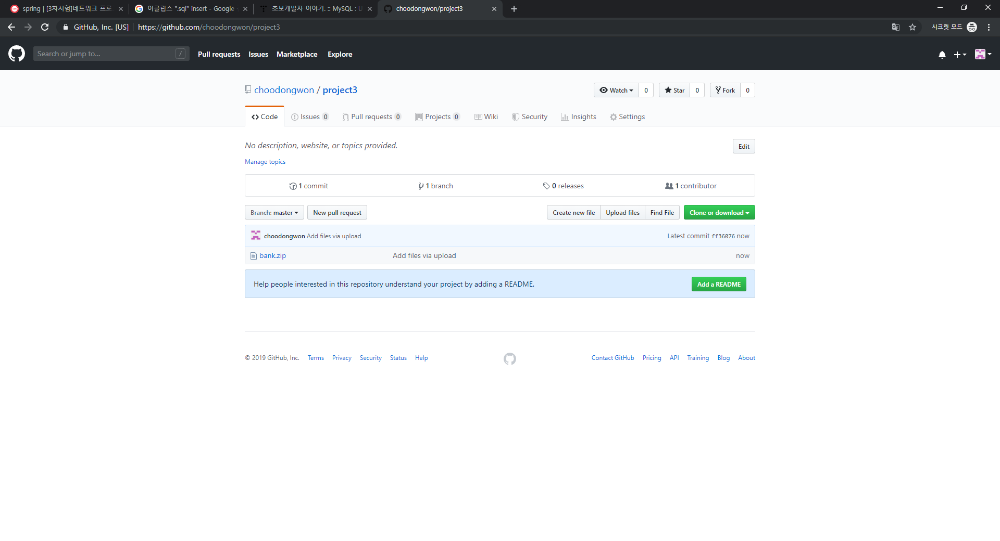 spring | [3차시험]네트워크 프로
이클립스 ".sql" insert - Google
초보개발자 이야기. :: MySQL : U
choodongwon/project3
GitHub, Inc. [US] https://github.com/choodongwon/project3
시크릿 모드
Search or jump to... / Pull requests Issues Marketplace Explore
choodongwon / project3
Watch 0 Star 0 Fork 0
Code Issues 0 Pull requests 0 Projects 0 Wiki Security Insights Settings
No description, website, or topics provided. Edit
Manage topics
1 commit 1 branch 0 releases 1 contributor
Branch: master New pull request Create new file Upload files Find File Clone or download
choodongwon Add files via upload Latest commit ff36076 now
bank.zip Add files via upload now
Help people interested in this repository understand your project by adding a README. Add a README
© 2019 GitHub, Inc. Terms Privacy Security Status Help Contact GitHub Pricing API Training Blog About